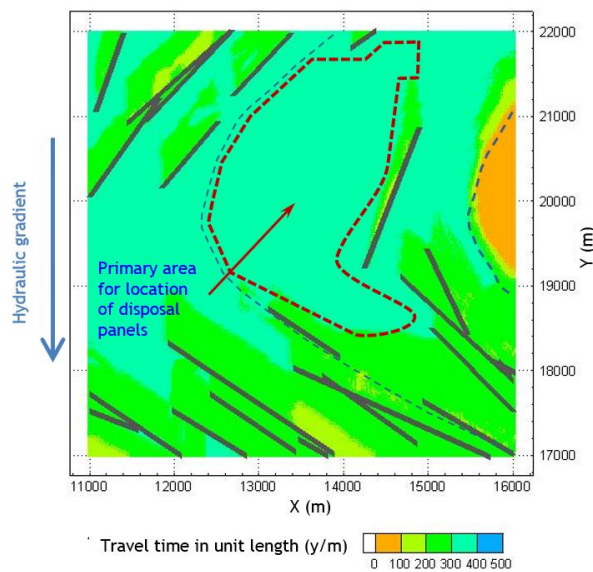 22000
21000
20000
19000
18000
17000
Y (m)
Hydraulic gradient
Primary area
for location
of disposal
panels
11000 12000 13000 14000 15000 16000
X (m)
Travel time in unit length (y/m)
0 100 200 300 400 500